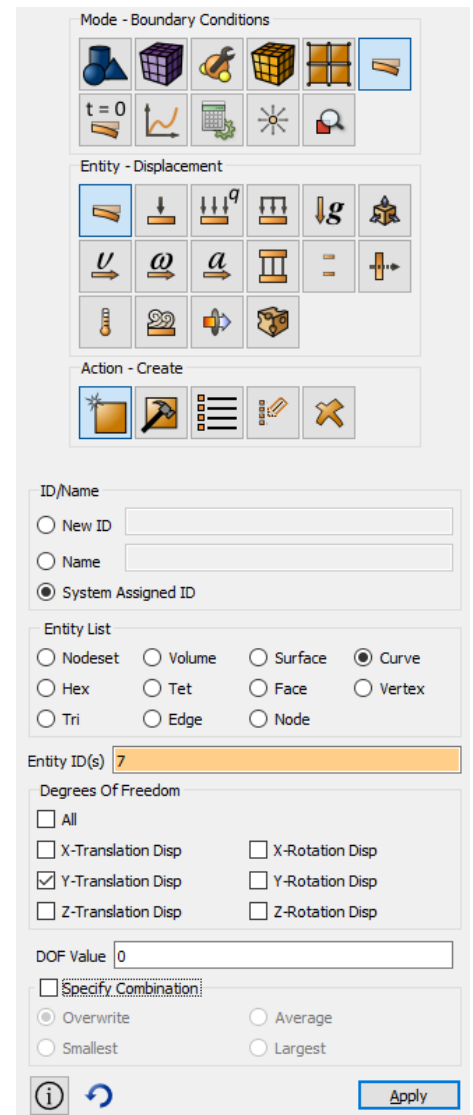 Mode - Boundary Conditions
t = 0
Entity - Displacement
q
g
υ ω a
Action - Create
ID/Name
New ID
Name
System Assigned ID
Entity List
Nodeset Volume Surface Curve
Hex Tet Face Vertex
Tri Edge Node
Entity ID(s) 7
Degrees Of Freedom
All
X-Translation Disp X-Rotation Disp
Y-Translation Disp Y-Rotation Disp
Z-Translation Disp Z-Rotation Disp
DOF Value 0
Specify Combination
Overwrite Average
Smallest Largest
i Apply